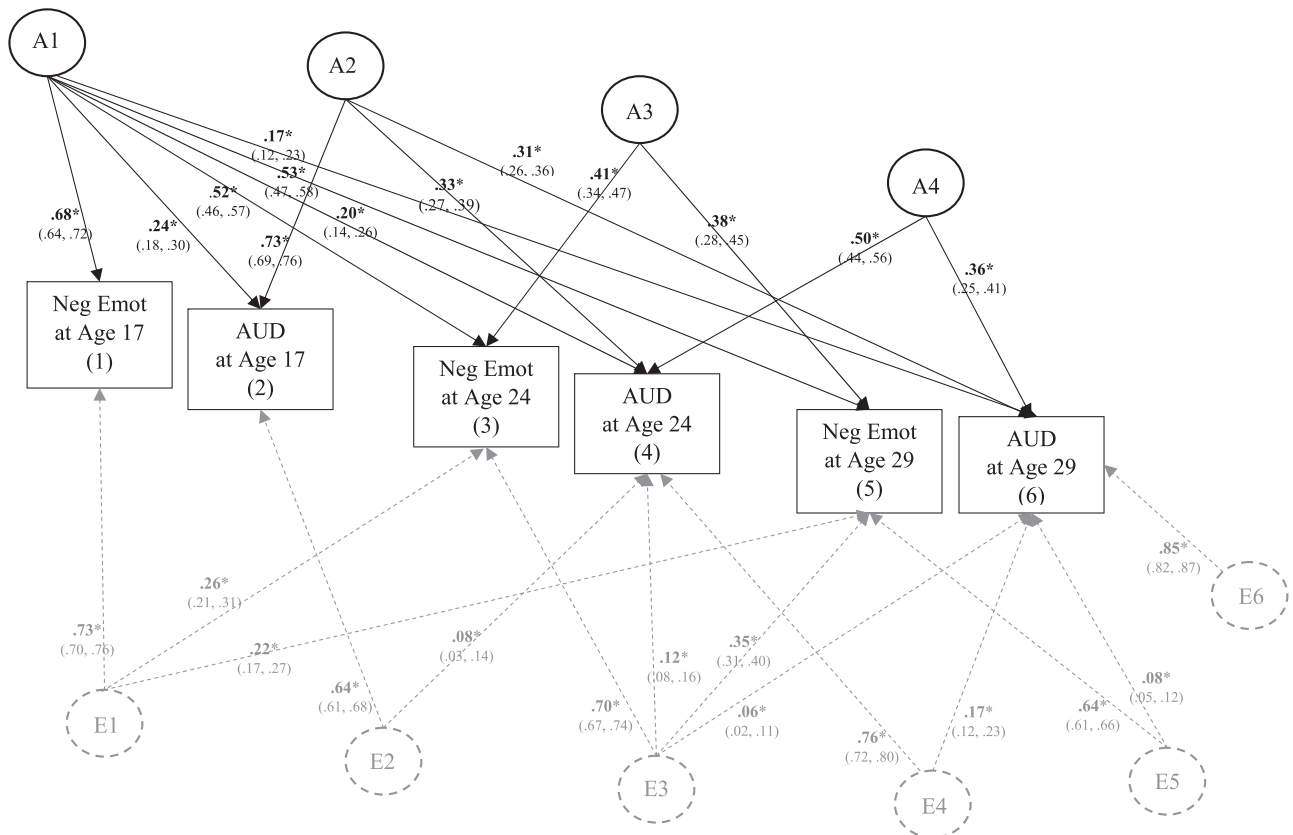 A1
A2
A3
A4
.17*
(.12, .23)
.53*
(.47, .58)
.52*
(.46, .57)
.68*
(.64, .72)
.24*
(.18, .30)
.73*
(.69, .76)
.20*
(.14, .26)
.33*
(.27, .39)
.31*
(.26, .36)
.41*
(.34, .47)
.38*
(.28, .45)
.50*
(.44, .56)
.36*
(.25, .41)
Neg Emot
at Age 17
(1)
AUD
at Age 17
(2)
Neg Emot
at Age 24
(3)
AUD
at Age 24
(4)
Neg Emot
at Age 29
(5)
AUD
at Age 29
(6)
.73*
(.70, .76)
.26*
(.21, .31)
.22*
(.17, .27)
.64*
(.61, .68)
.08*
(.03, .14)
.70*
(.67, .74)
.12*
(.08, .16)
.35*
(.31, .40)
.06*
(.02, .11)
.76*
(.72, .80)
.17*
(.12, .23)
.64*
(.61, .66)
.08*
(.05, .12)
.85*
(.82, .87)
E1
E2
E3
E4
E5
E6